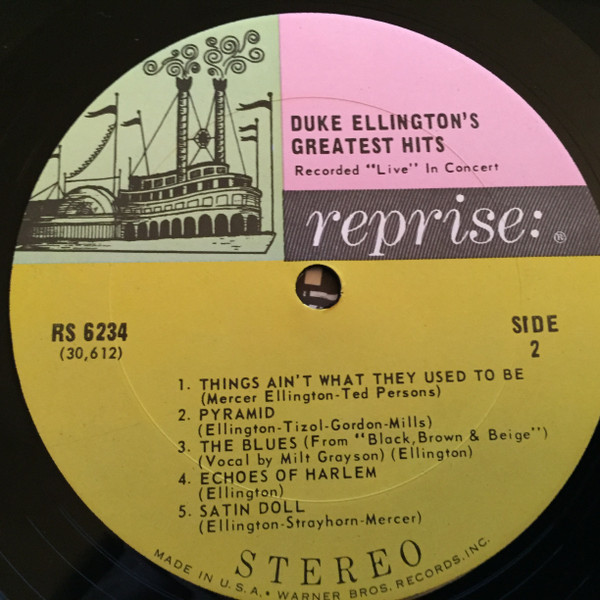 DUKE ELLINGTON'S
GREATEST HITS
Recorded "Live" In Concert
reprise: ®
RS 6234
(30,612)
SIDE
2
1. THINGS AIN'T WHAT THEY USED TO BE
(Mercer Ellington-Ted Persons)
2. PYRAMID
(Ellington-Tizol-Gordon-Mills)
3. THE BLUES (From "Black, Brown & Beige")
(Vocal by Milt Grayson) (Ellington)
4. ECHOES OF HARLEM
(Ellington)
5. SATIN DOLL
(Ellington-Strayhorn-Mercer)
STEREO
MADE IN U.S.A. • WARNER BROS. RECORDS, INC.